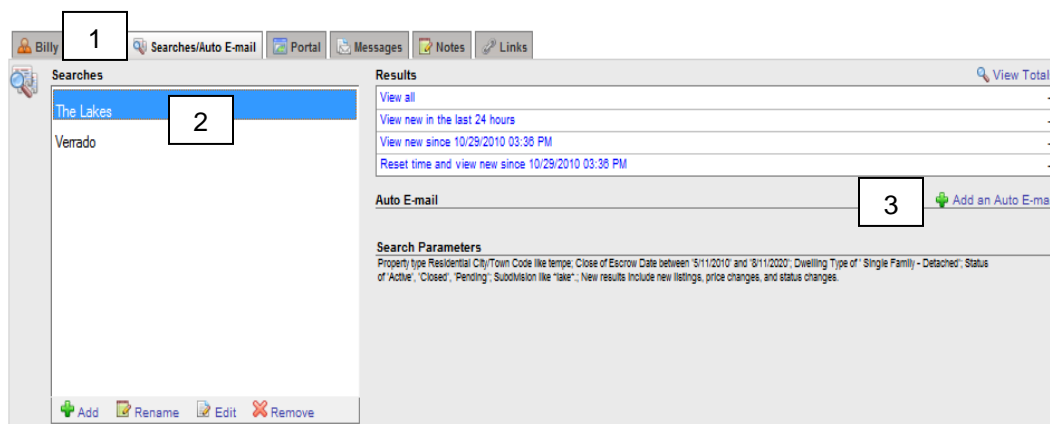 Billy 1 Searches/Auto E-mail Portal Messages Notes Links
Searches
The Lakes
2
Verrado
Add Rename Edit Remove
Results View Total
View all -
View new in the last 24 hours -
View new since 10/29/2010 03:36 PM -
Reset time and view new since 10/29/2010 03:36 PM -
Auto E-mail 3 Add an Auto E-ma
Search Parameters
Property type Residential City/Town Code like tempe; Close of Escrow Date between '5/11/2010' and '8/11/2020'; Dwelling Type of ' Single Family - Detached'; Status
of 'Active', 'Closed', 'Pending'; Subdivision like *lake*.; New results include new listings, price changes, and status changes.